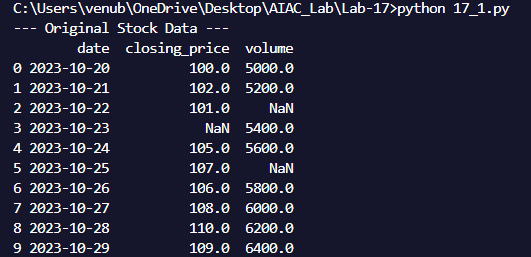 C:\Users\venub\OneDrive\Desktop\AIAC_Lab\Lab-17>python 17_1.py
--- Original Stock Data ---
date closing_price volume
0 2023-10-20 100.0 5000.0
1 2023-10-21 102.0 5200.0
2 2023-10-22 101.0 NaN
3 2023-10-23 NaN 5400.0
4 2023-10-24 105.0 5600.0
5 2023-10-25 107.0 NaN
6 2023-10-26 106.0 5800.0
7 2023-10-27 108.0 6000.0
8 2023-10-28 110.0 6200.0
9 2023-10-29 109.0 6400.0